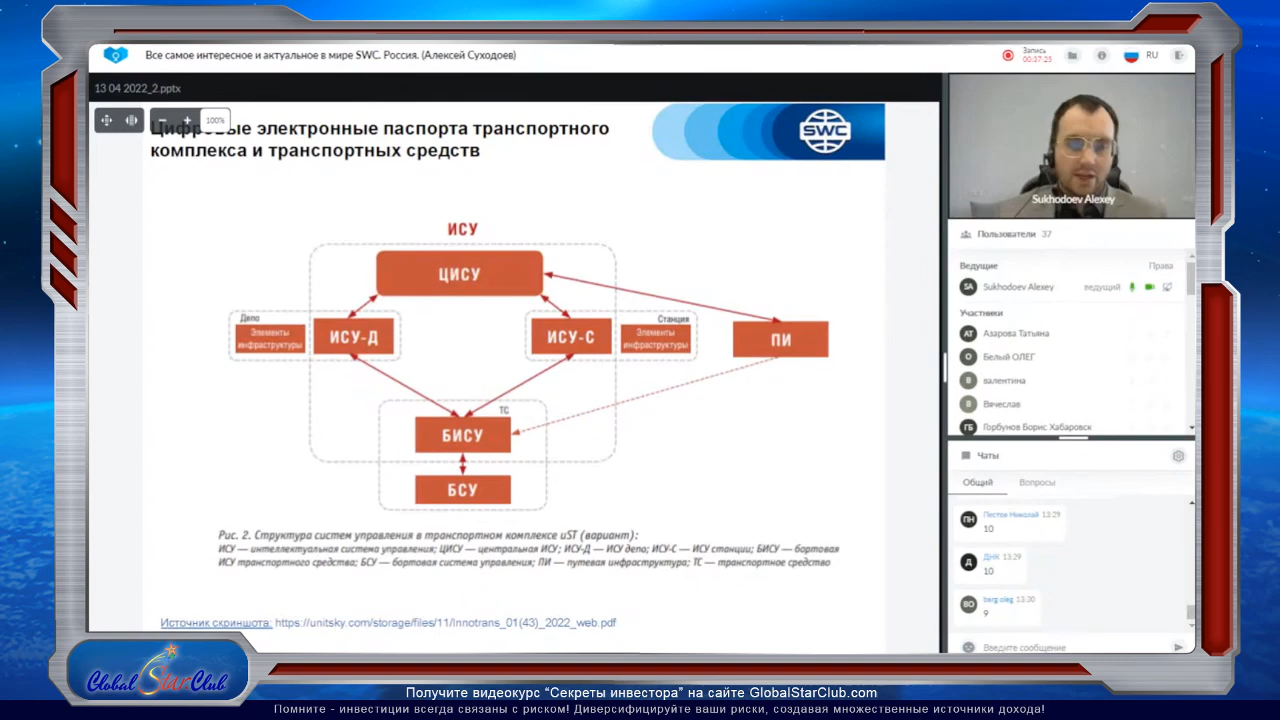 Все самое интересное и актуальное в мире SWC. Россия. (Алексей Суходоев)
Запись
00:37:25
RU
13 04 2022_2.pptx
100%
Цифровые электронные паспорта транспортного
комплекса и транспортных средств
SWC
ИСУ
ЦИСУ
Депо
Элементы
инфраструктуры
ИСУ-Д
ИСУ-С
Станция
Элементы
инфраструктуры
ПИ
ТС
БИСУ
БСУ
Рис. 2. Структура систем управления в транспортном комплексе uST (вариант):
ИСУ — интеллектуальная система управления; ЦИСУ — центральная ИСУ; ИСУ-Д — ИСУ депо; ИСУ-С — ИСУ станции; БИСУ — бортовая
ИСУ транспортного средства; БСУ — бортовая система управления; ПИ — путевая инфраструктура; ТС — транспортное средство
Источник скриншота: https://unitsky.com/storage/files/11/Innotrans_01(43)_2022_web.pdf
Sukhodoev Alexey
Пользователи 37
Ведущие Права
SA Sukhodoev Alexey ведущий
Участники
АТ Азарова Татьяна
О Белый ОЛЕГ
В валентина
В Вячеслав
ГБ Горбунов Борис Хабаровск
Чаты
Общий Вопросы
ПН Пестов Николай 13:29
10
Д ДНК 13:29
10
BO berg oleg 13:30
9
Введите сообщение
Global Star Club
Получите видеокурс “Секреты инвестора” на сайте GlobalStarClub.com
Помните - инвестиции всегда связаны с риском! Диверсифицируйте ваши риски, создавая множественные источники дохода!